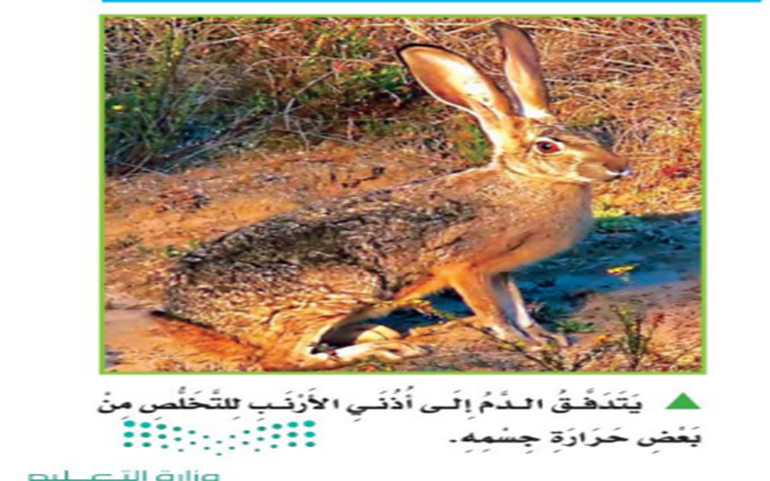 يَتَدَفَّقُ الدَّمُ إِلَى أُذُنَيِ الأَرْنَبِ لِلتَّخَلُّصِ مِنْ
بَعْضِ حَرَارَةِ جِسْمِهِ.
وزارة التعليم